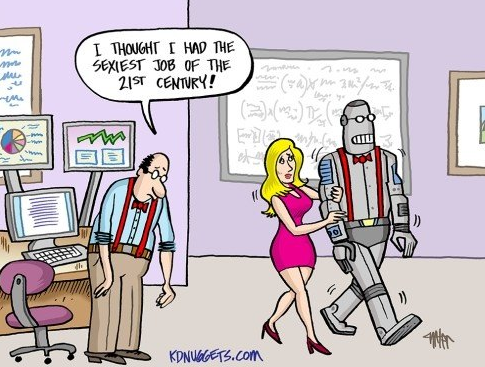 I THOUGHT I HAD THE
SEXIEST JOB OF THE
21ST CENTURY!
KDNUGGETS.COM